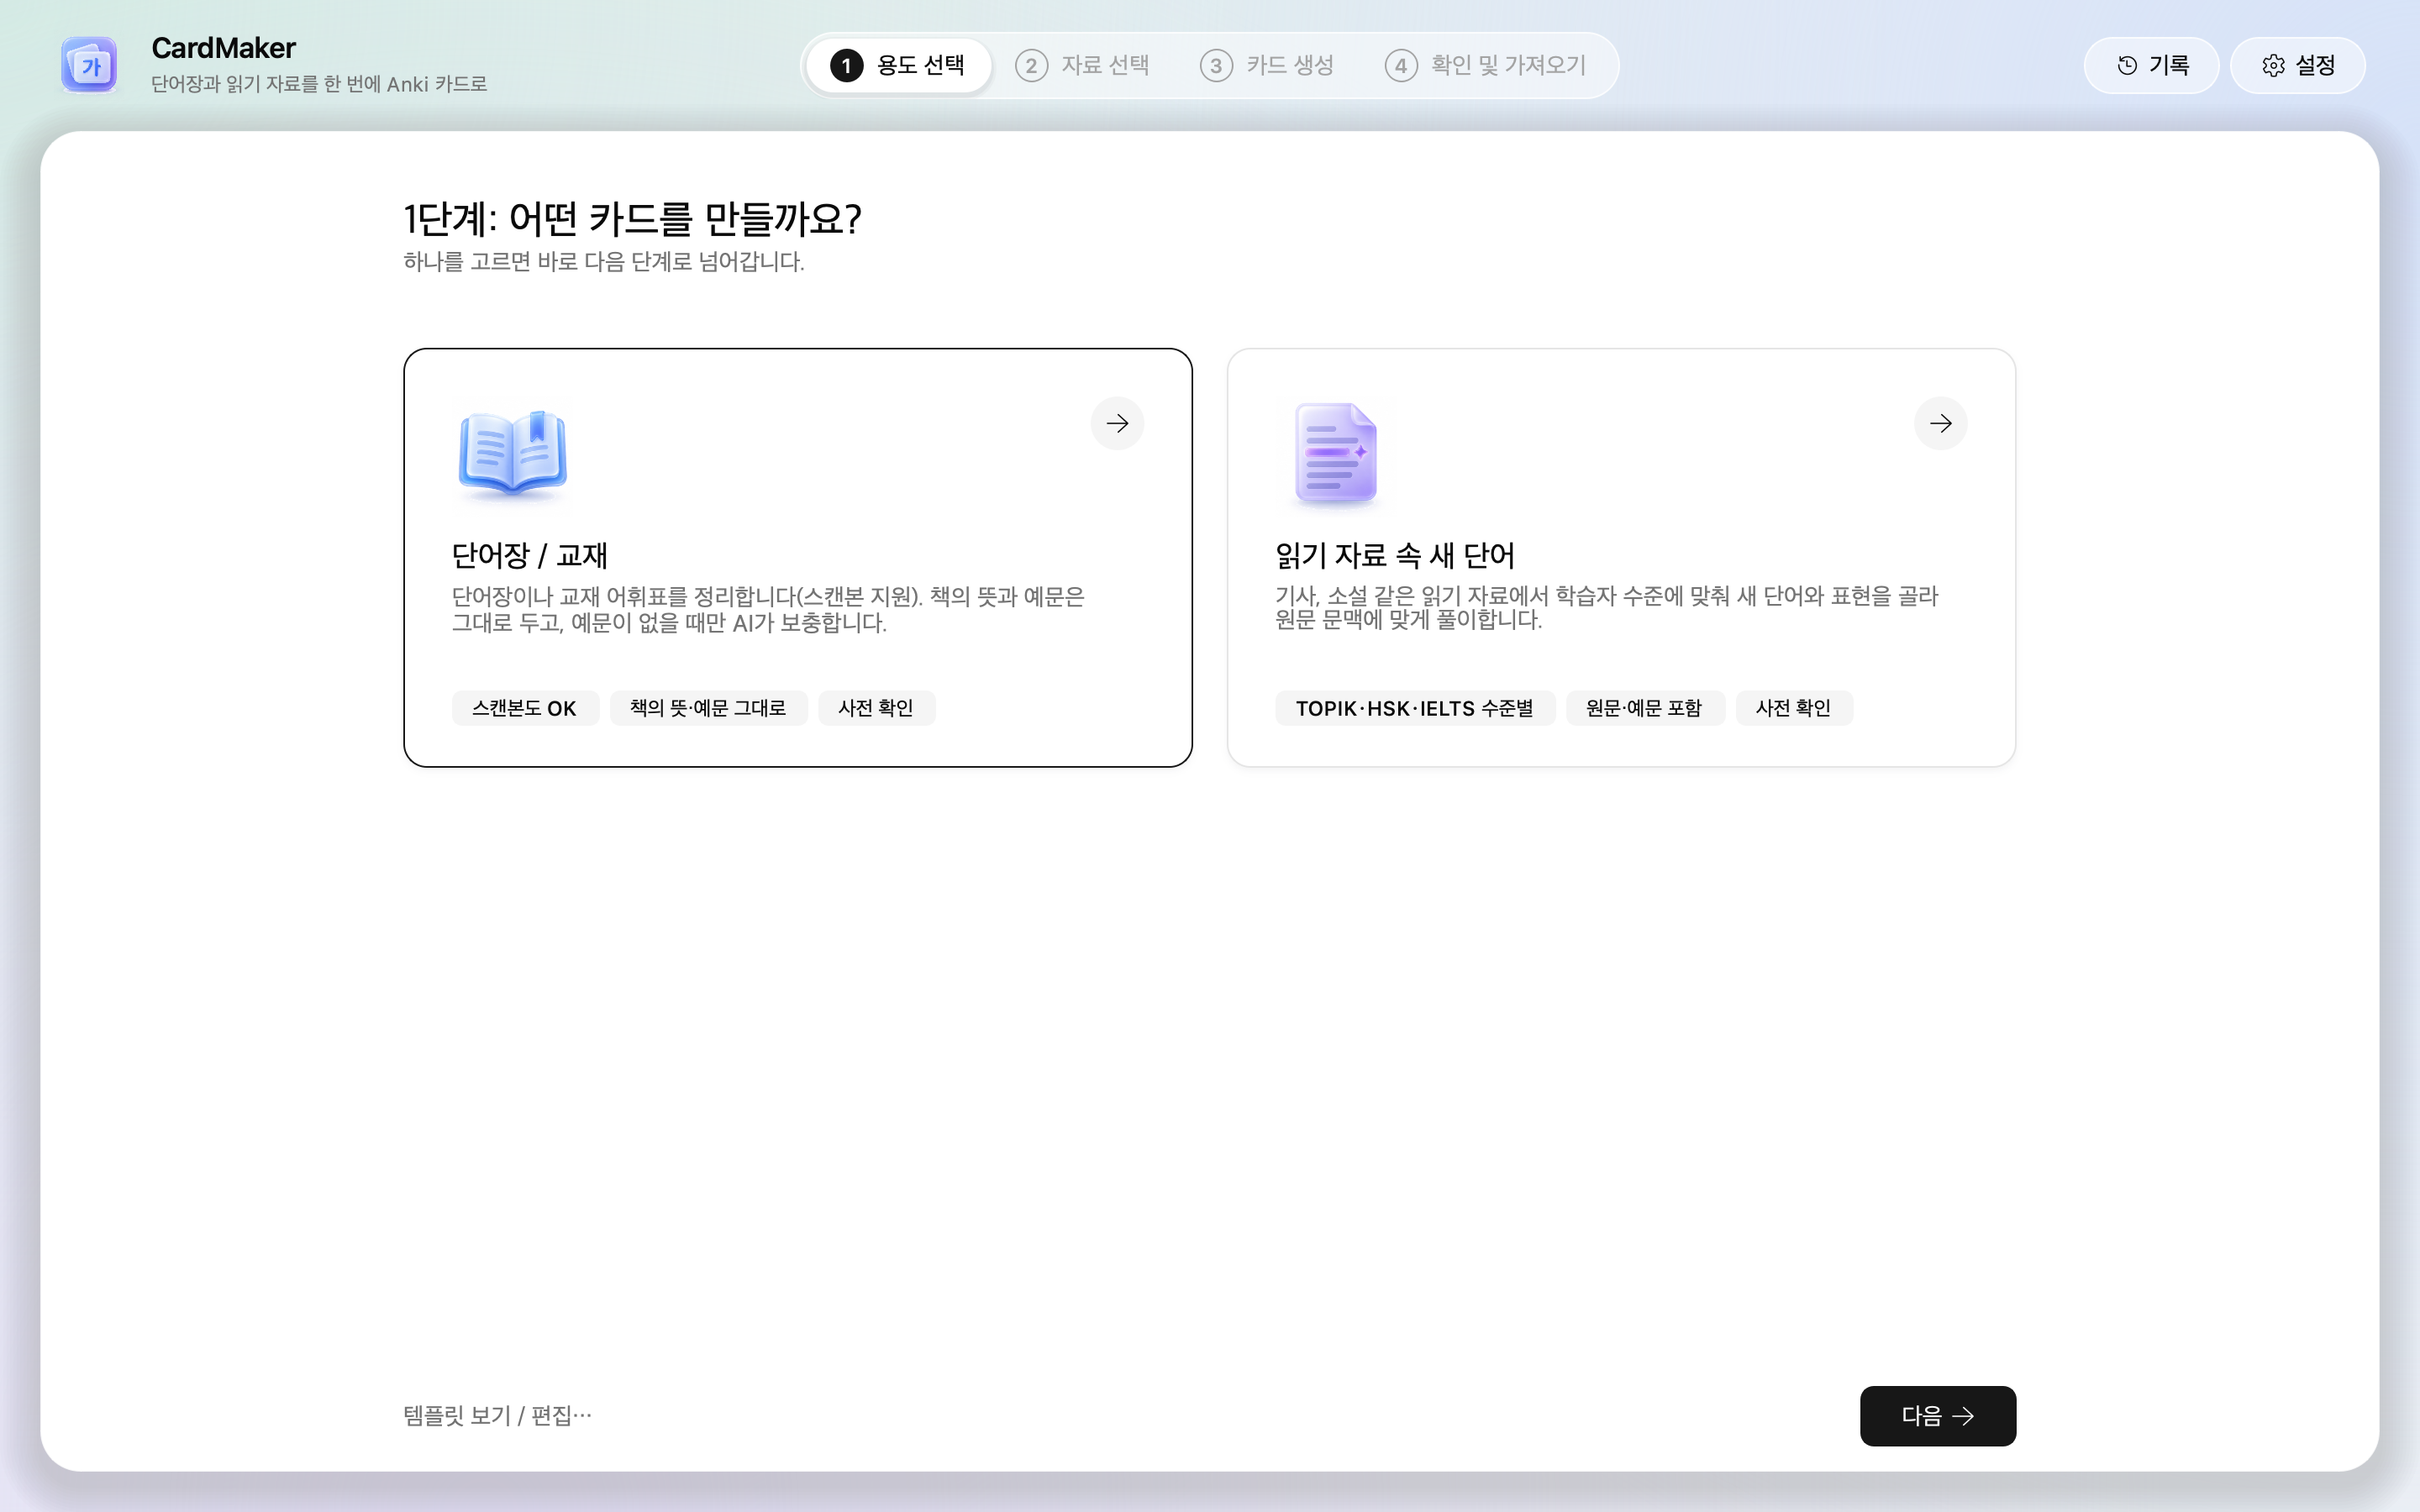 가
CardMaker
단어장과 읽기 자료를 한 번에 Anki 카드로
1 용도 선택
2 자료 선택
3 카드 생성
4 확인 및 가져오기
기록
설정
1단계: 어떤 카드를 만들까요?
하나를 고르면 바로 다음 단계로 넘어갑니다.
단어장 / 교재
단어장이나 교재 어휘표를 정리합니다(스캔본 지원). 책의 뜻과 예문은
그대로 두고, 예문이 없을 때만 AI가 보충합니다.
스캔본도 OK
책의 뜻·예문 그대로
사전 확인
읽기 자료 속 새 단어
기사, 소설 같은 읽기 자료에서 학습자 수준에 맞춰 새 단어와 표현을 골라
원문 문맥에 맞게 풀이합니다.
TOPIK·HSK·IELTS 수준별
원문·예문 포함
사전 확인
템플릿 보기 / 편집…
다음